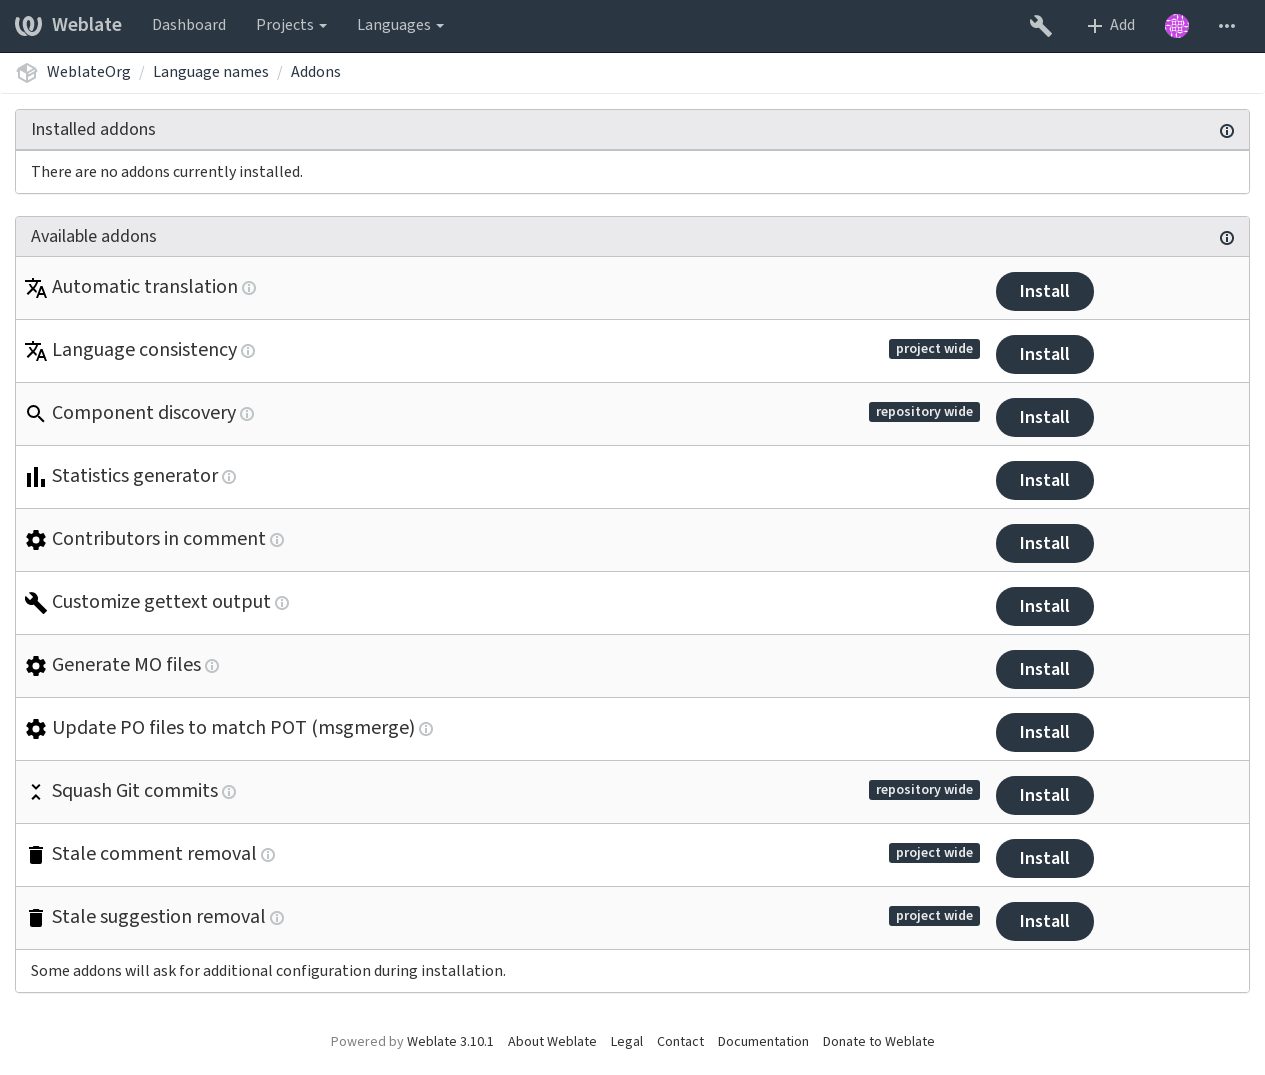 Weblate Dashboard Projects Languages Add
WeblateOrg / Language names / Addons
Installed addons
There are no addons currently installed.
Available addons
Automatic translation Install
Language consistency project wide Install
Component discovery repository wide Install
Statistics generator Install
Contributors in comment Install
Customize gettext output Install
Generate MO files Install
Update PO files to match POT (msgmerge) Install
Squash Git commits repository wide Install
Stale comment removal project wide Install
Stale suggestion removal project wide Install
Some addons will ask for additional configuration during installation.
Powered by Weblate 3.10.1 About Weblate Legal Contact Documentation Donate to Weblate